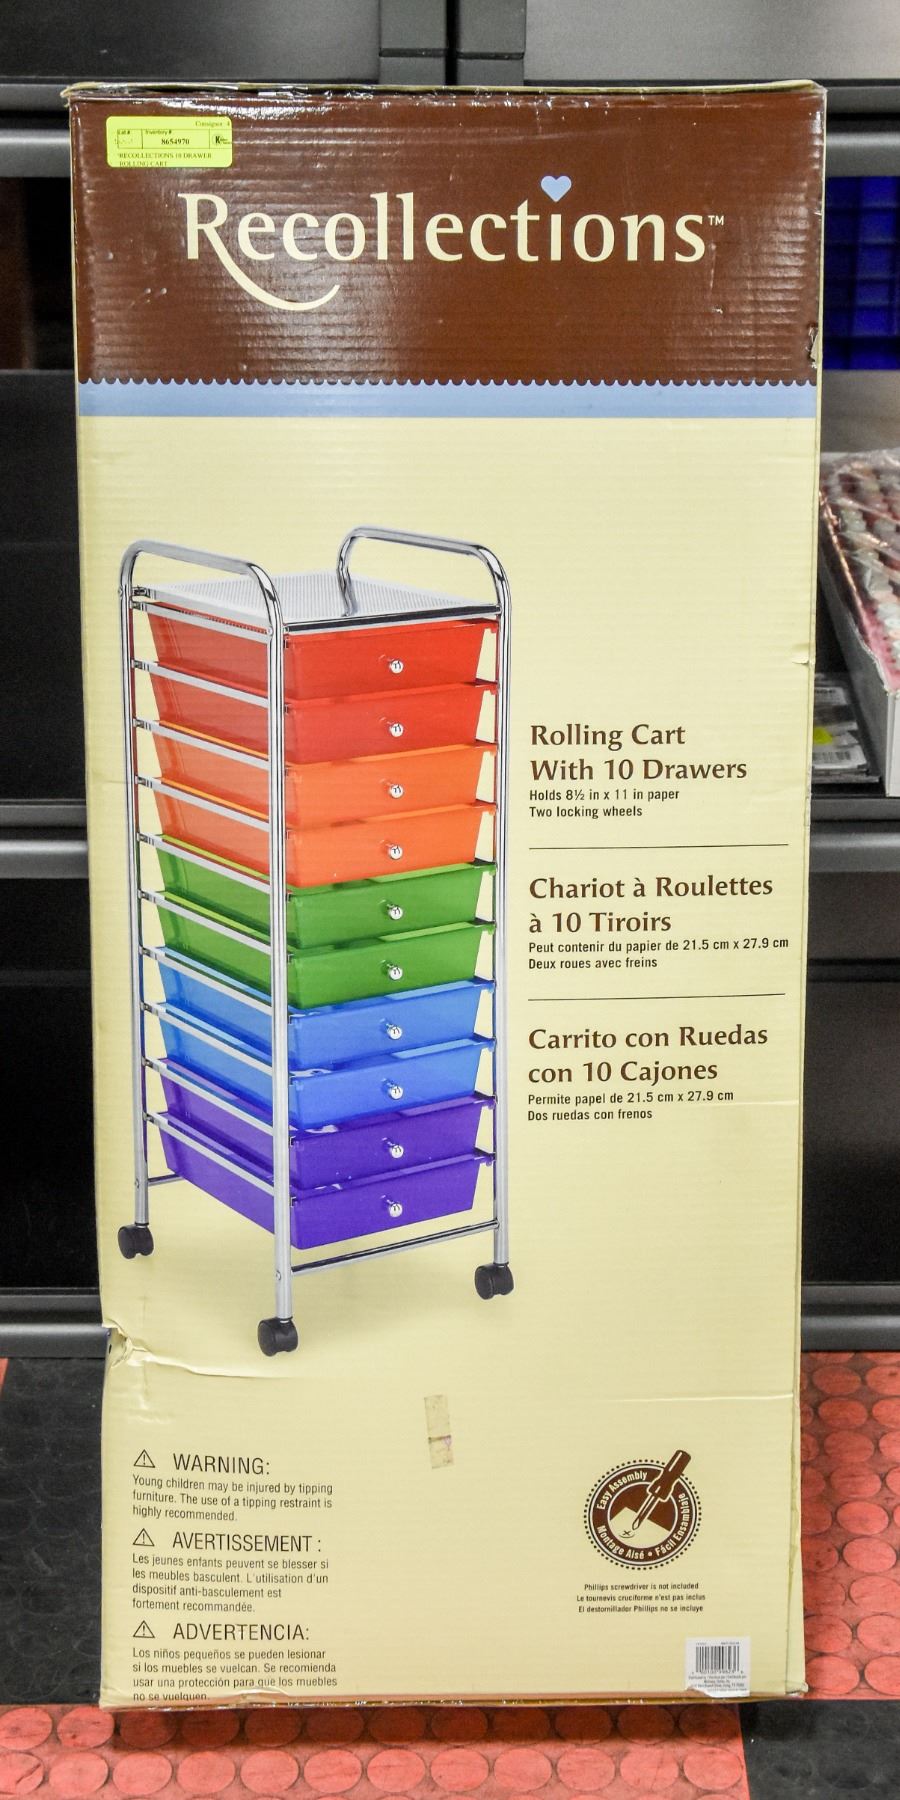 Consignor 4
Lot #
Inventory #
8654970
RECOLLECTIONS 10 DRAWER
ROLLING CART
Recollections™
Rolling Cart
With 10 Drawers
Holds 8½ in x 11 in paper
Two locking wheels
Chariot à Roulettes
à 10 Tiroirs
Peut contenir du papier de 21.5 cm x 27.9 cm
Deux roues avec freins
Carrito con Ruedas
con 10 Cajones
Permite papel de 21.5 cm x 27.9 cm
Dos ruedas con frenos
⚠ WARNING:
Young children may be injured by tipping
furniture. The use of a tipping restraint is
highly recommended.
⚠ AVERTISSEMENT :
Les jeunes enfants peuvent se blesser si
les meubles basculent. L'utilisation d'un
dispositif anti-basculement est
fortement recommandée.
⚠ ADVERTENCIA:
Los niños pequeños se pueden lesionar
si los muebles se vuelcan. Se recomienda
usar una protección para que los muebles
no se vuelquen.
Easy Assembly
Montage Aisé • Fácil Ensamblaje
Phillips screwdriver is not included
Le tournevis cruciforme n'est pas inclus
El destornillador Phillips no se incluye